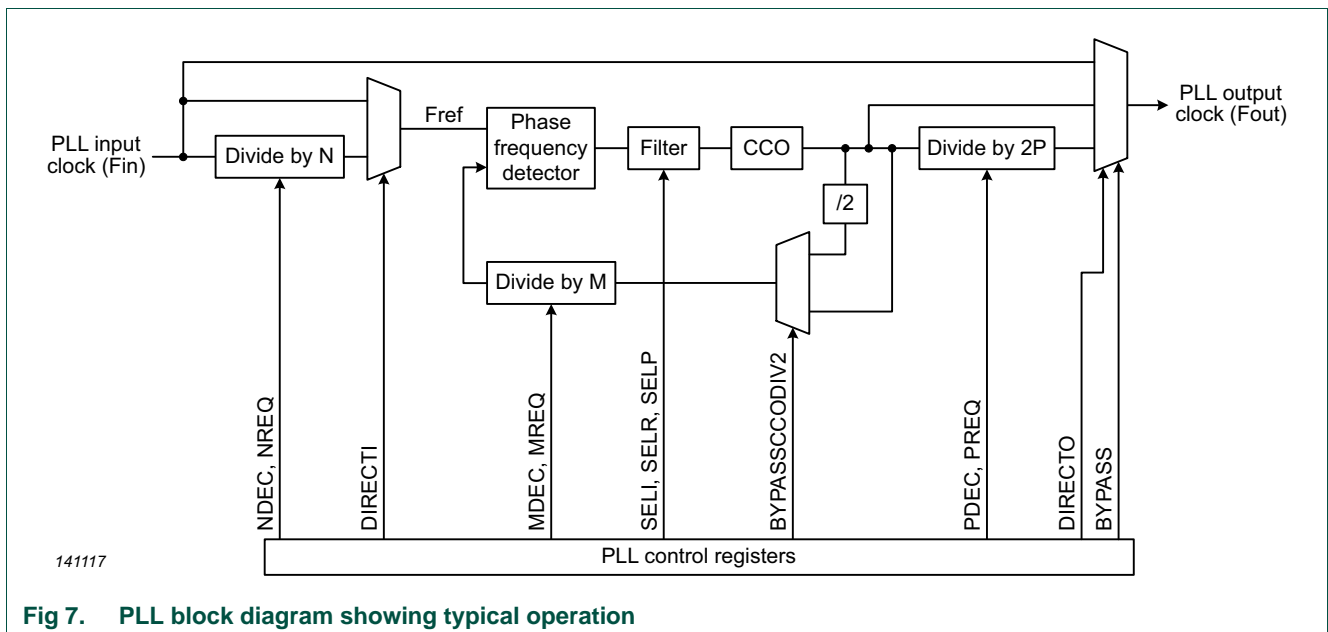 PLL input
clock (Fin)
Divide by N
Fref
Phase
frequency
detector
Filter
CCO
Divide by 2P
PLL output
clock (Fout)
/2
Divide by M
NDEC, NREQ
DIRECTI
MDEC, MREQ
SELI, SELR, SELP
BYPASSCCODIV2
PDEC, PREQ
DIRECTO
BYPASS
PLL control registers
141117
Fig 7. PLL block diagram showing typical operation